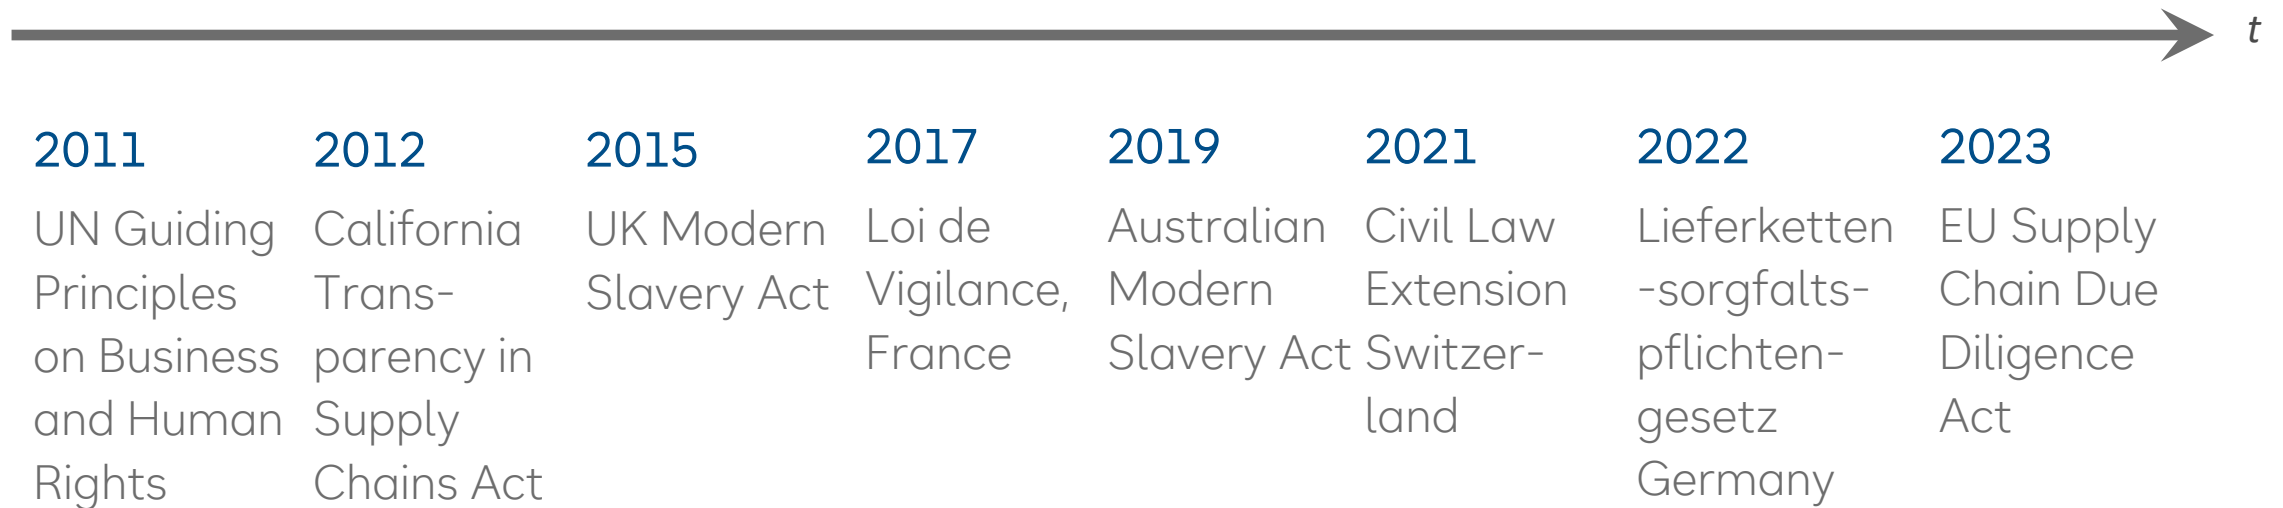 t
2011
UN Guiding
Principles
on Business
and Human
Rights
2012
California
Trans-
parency in
Supply
Chains Act
2015
UK Modern
Slavery Act
2017
Loi de
Vigilance,
France
2019
Australian
Modern
Slavery Act
2021
Civil Law
Extension
Switzer-
land
2022
Lieferketten
-sorgfalts-
pflichten-
gesetz
Germany
2023
EU Supply
Chain Due
Diligence
Act